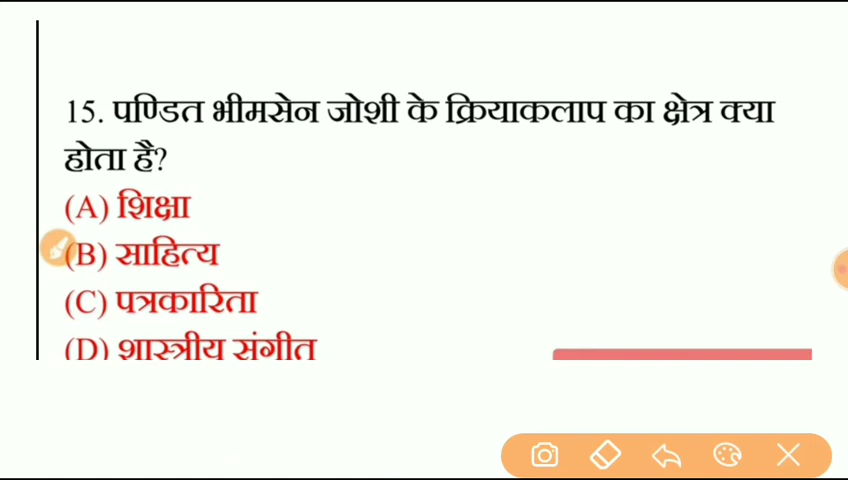 15. पण्डित भीमसेन जोशी के क्रियाकलाप का क्षेत्र क्या
होता है?
(A) शिक्षा
(B) साहित्य
(C) पत्रकारिता
(D) शास्त्रीय संगीत